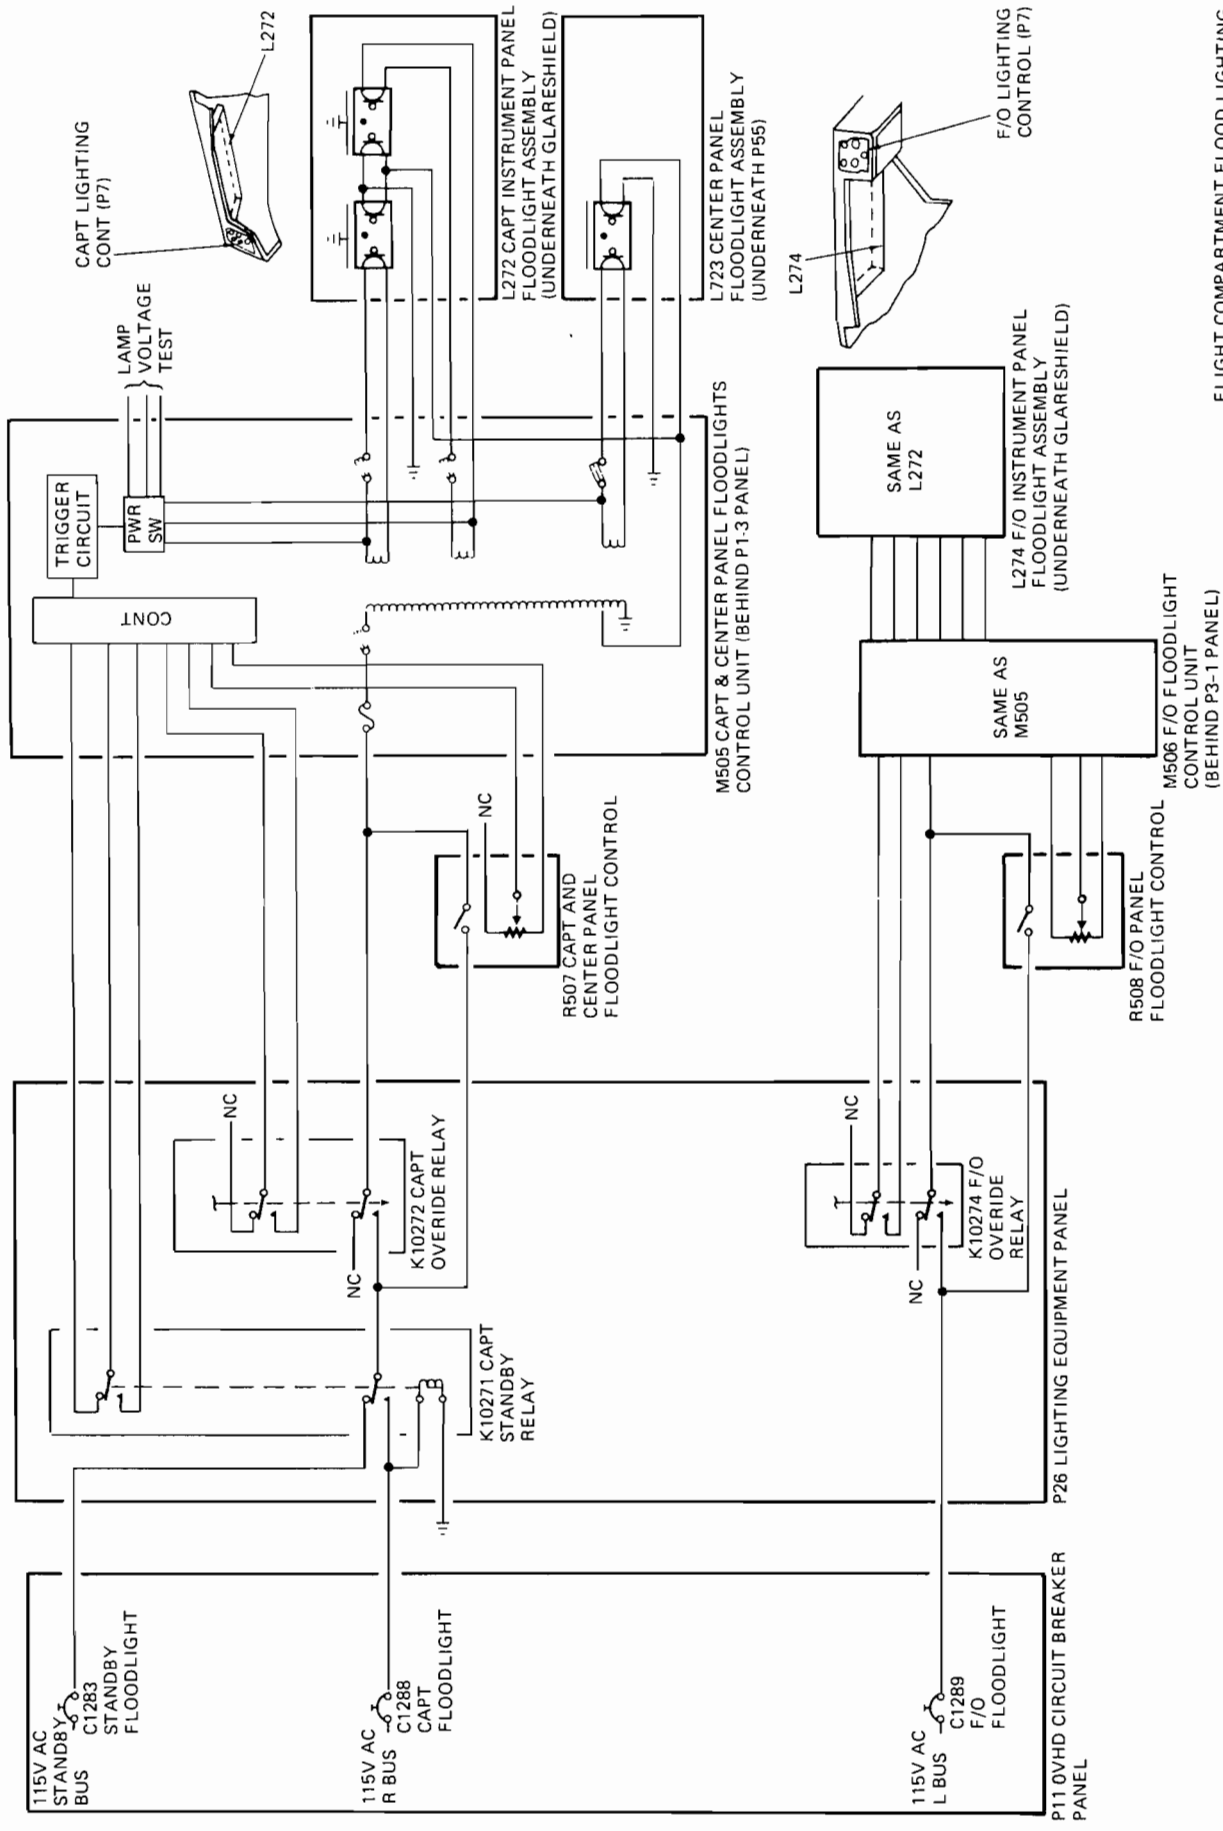 115V AC
STANDBY
BUS
C1283
STANDBY
FLOODLIGHT
115V AC
R BUS
C1288
CAPT
FLOODLIGHT
115V AC
L BUS
C1289
F/O
FLOODLIGHT
P11 OVHD CIRCUIT BREAKER
PANEL
K10271 CAPT
STANDBY
RELAY
NC
NC
K10272 CAPT
OVERIDE RELAY
NC
NC
K10274 F/O
OVERIDE
RELAY
P26 LIGHTING EQUIPMENT PANEL
NC
R507 CAPT AND
CENTER PANEL
FLOODLIGHT CONTROL
R508 F/O PANEL
FLOODLIGHT CONTROL
CONT
TRIGGER
CIRCUIT
PWR
SW
LAMP
VOLTAGE
TEST
M505 CAPT & CENTER PANEL FLOODLIGHTS
CONTROL UNIT (BEHIND P1-3 PANEL)
SAME AS
M505
M506 F/O FLOODLIGHT
CONTROL UNIT
(BEHIND P3-1 PANEL)
CAPT LIGHTING
CONT (P7)
L272
L272 CAPT INSTRUMENT PANEL
FLOODLIGHT ASSEMBLY
(UNDERNEATH GLARESHIELD)
L723 CENTER PANEL
FLOODLIGHT ASSEMBLY
(UNDERNEATH P55)
SAME AS
L272
L274 F/O INSTRUMENT PANEL
FLOODLIGHT ASSEMBLY
(UNDERNEATH GLARESHIELD)
L274
F/O LIGHTING
CONTROL (P7)
FLIGHT COMPARTMENT FLOOD LIGHTING